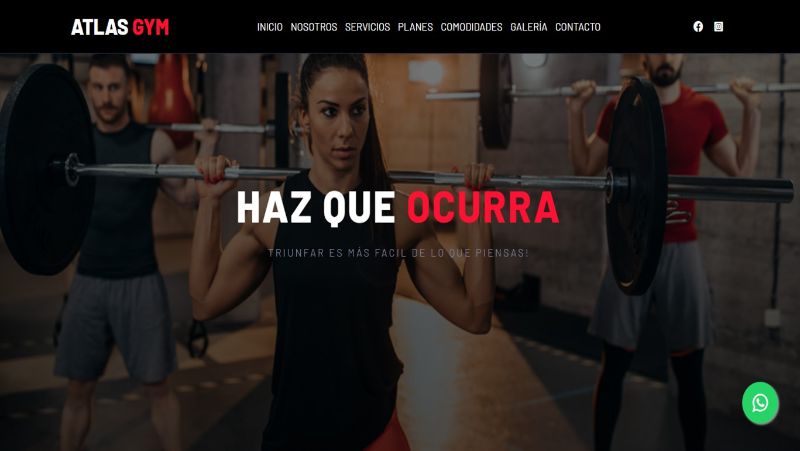 ATLAS GYM
INICIO NOSOTROS SERVICIOS PLANES COMODIDADES GALERÍA CONTACTO
HAZ QUE OCURRA
TRIUNFAR ES MÁS FACIL DE LO QUE PIENSAS!